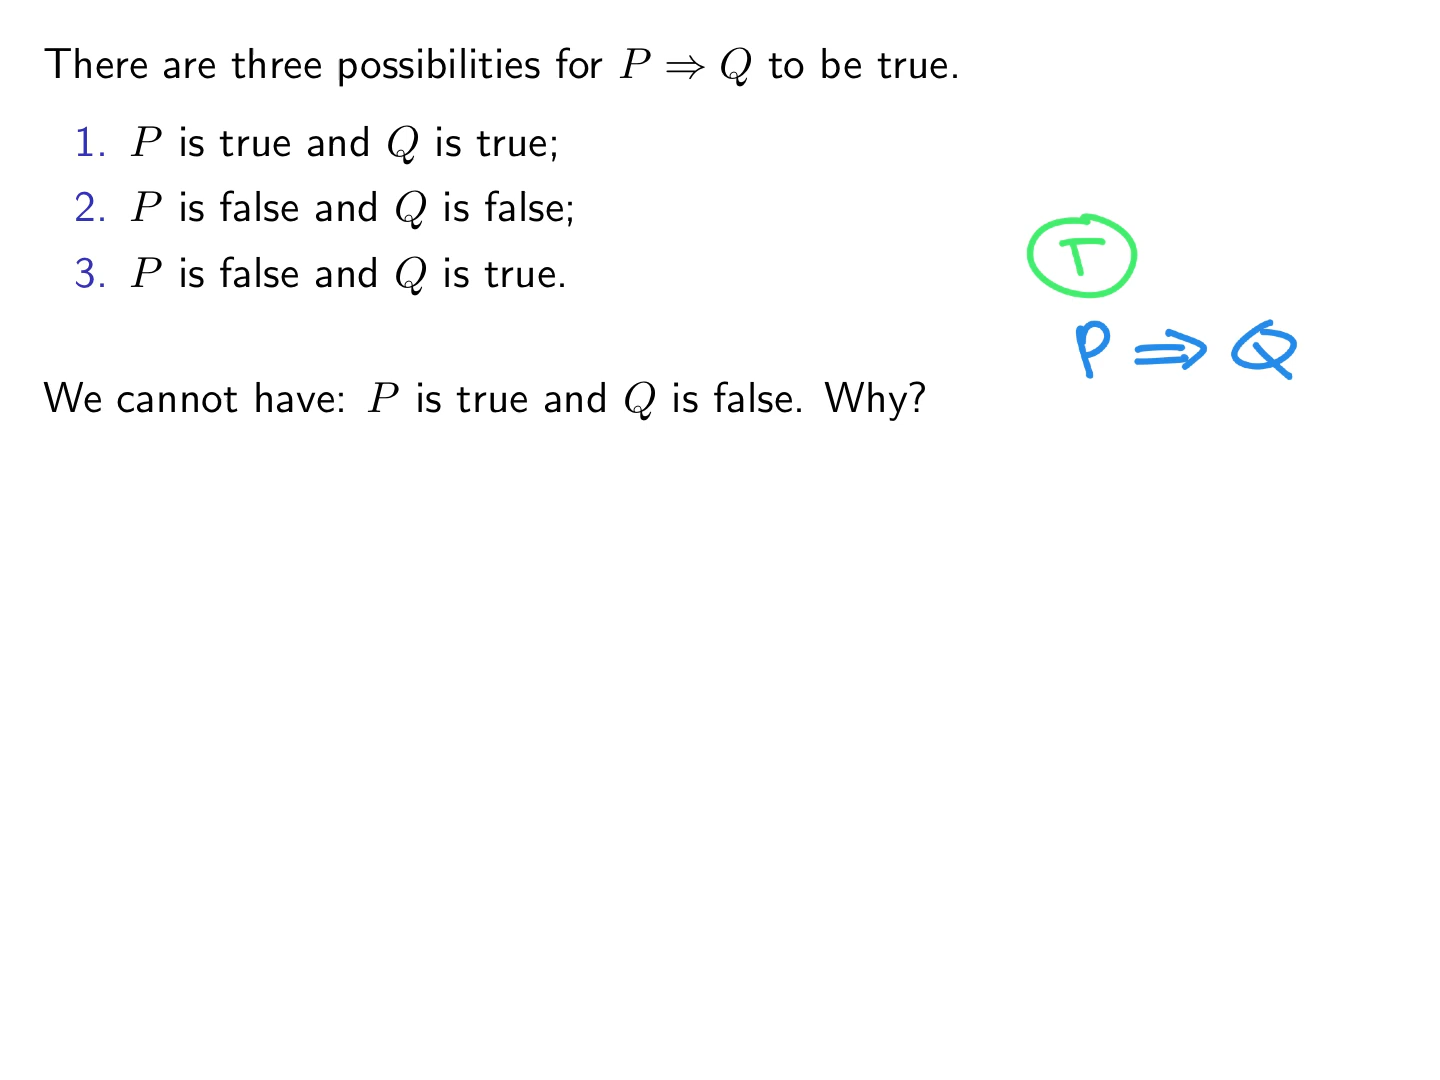 There are three possibilities for P ⇒ Q to be true.
1. P is true and Q is true;
2. P is false and Q is false;
3. P is false and Q is true.
T
P ⇒ Q
We cannot have: P is true and Q is false. Why?